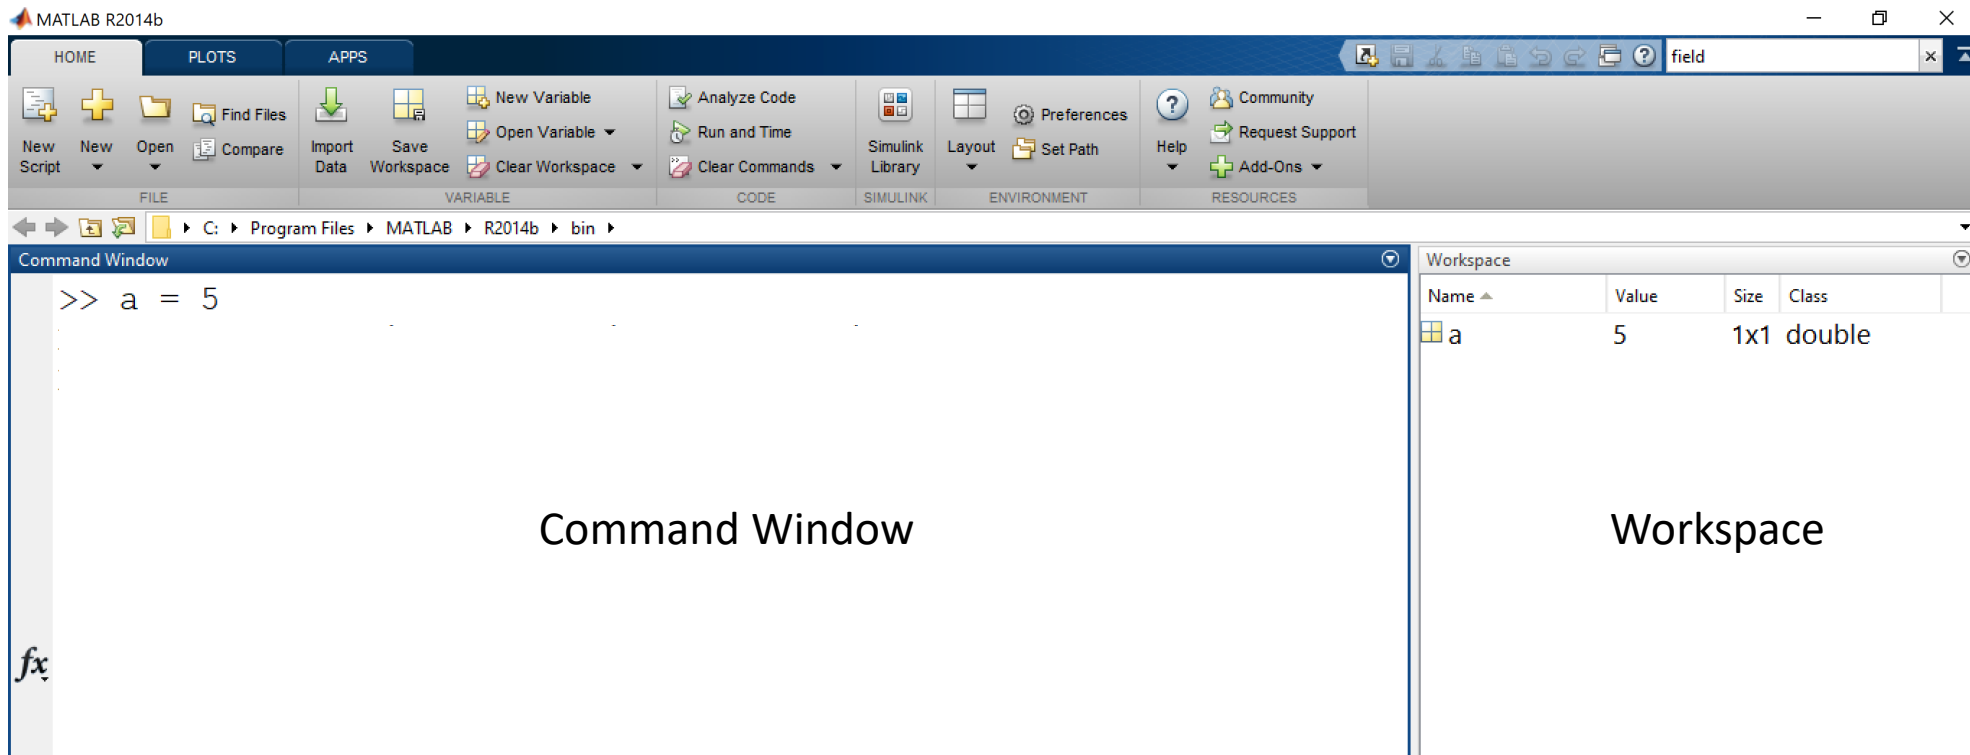 MATLAB R2014b
HOME PLOTS APPS field
New Script
New
Open
Find Files
Compare
FILE
Import Data
Save Workspace
New Variable
Open Variable
Clear Workspace
VARIABLE
Analyze Code
Run and Time
Clear Commands
CODE
Simulink Library
SIMULINK
Layout
Preferences
Set Path
ENVIRONMENT
Help
Community
Request Support
Add-Ons
RESOURCES
C: Program Files MATLAB R2014b bin
Command Window
>> a = 5
Command Window
fx
Workspace
Name Value Size Class
a 5 1x1 double
Workspace